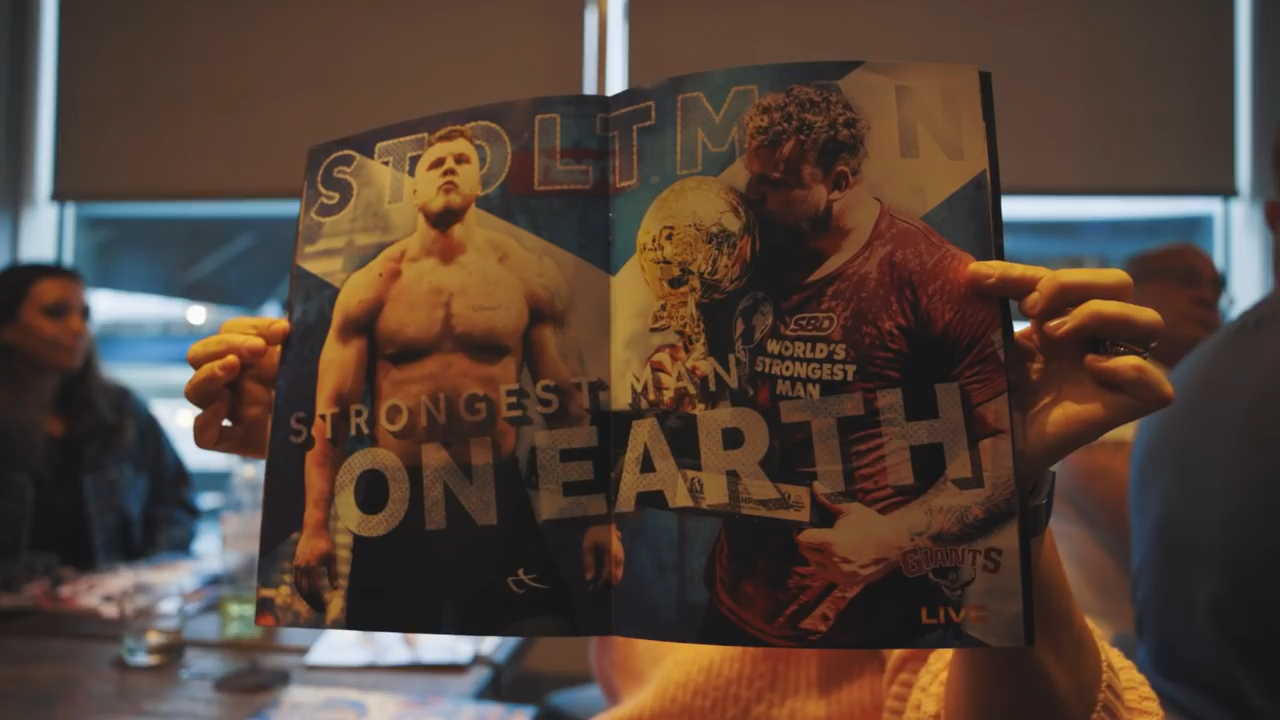 STOLTMAN
SBD
WORLD'S
STRONGEST
MAN
STRONGEST MAN
ON EARTH
GIANTS
LIVE